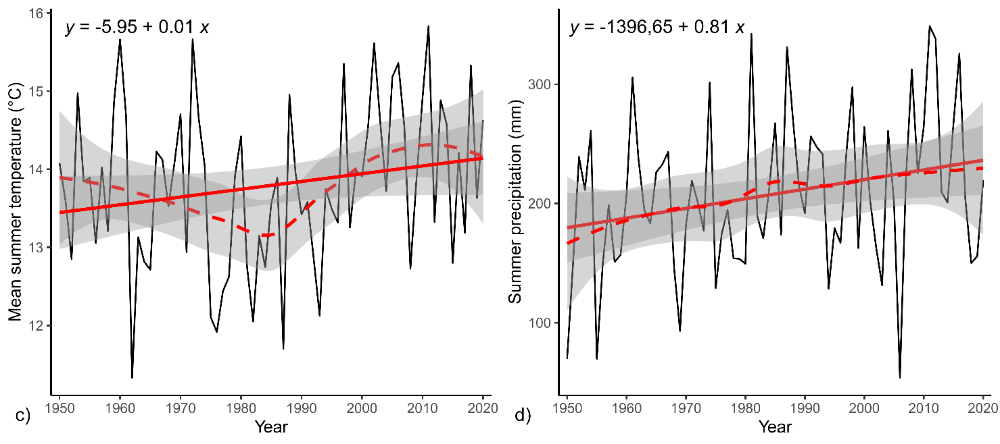 y = -5.95 + 0.01 x
16
15
14
13
12
Mean summer temperature (°C)
1950 1960 1970 1980 1990 2000 2010 2020
Year
c)
y = -1396,65 + 0.81 x
300
200
100
Summer precipitation (mm)
1950 1960 1970 1980 1990 2000 2010 2020
Year
d)